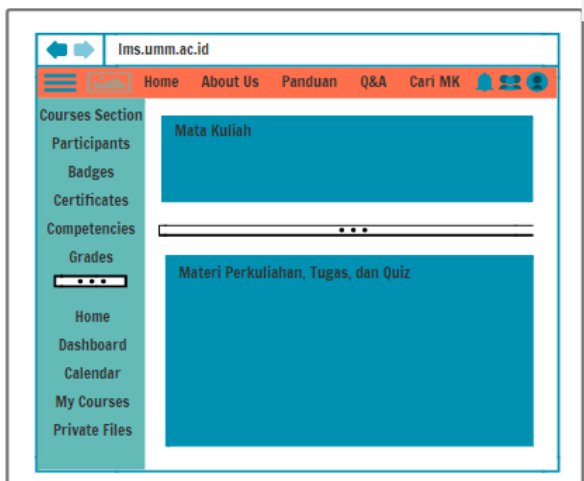 lms.umm.ac.id
Home About Us Panduan Q&A Cari MK
Courses Section
Participants
Badges
Certificates
Competencies
Grades
Home
Dashboard
Calendar
My Courses
Private Files
Mata Kuliah
Materi Perkuliahan, Tugas, dan Quiz